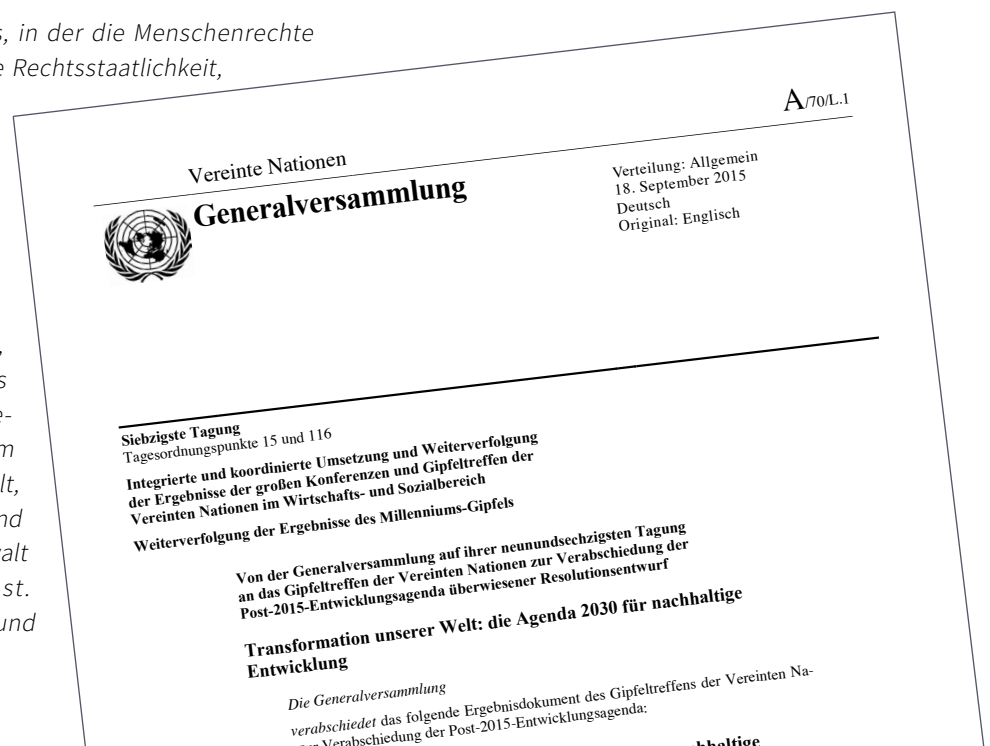 s, in der die Menschenrechte
e Rechtsstaatlichkeit,
s
e-
m
lt,
nd
alt
st.
und
A/70/L.1
Vereinte Nationen
Generalversammlung
Verteilung: Allgemein
18. September 2015
Deutsch
Original: Englisch
Siebzigste Tagung
Tagesordnungspunkte 15 und 116
Integrierte und koordinierte Umsetzung und Weiterverfolgung
der Ergebnisse der großen Konferenzen und Gipfeltreffen der
Vereinten Nationen im Wirtschafts- und Sozialbereich
Weiterverfolgung der Ergebnisse des Millenniums-Gipfels
Von der Generalversammlung auf ihrer neunundsechzigsten Tagung
an das Gipfeltreffen der Vereinten Nationen zur Verabschiedung der
Post-2015-Entwicklungsagenda überwiesener Resolutionsentwurf
Transformation unserer Welt: die Agenda 2030 für nachhaltige
Entwicklung
Die Generalversammlung
verabschiedet das folgende Ergebnisdokument des Gipfeltreffens der Vereinten Na-
Verabschiedung der Post-2015-Entwicklungsagenda: